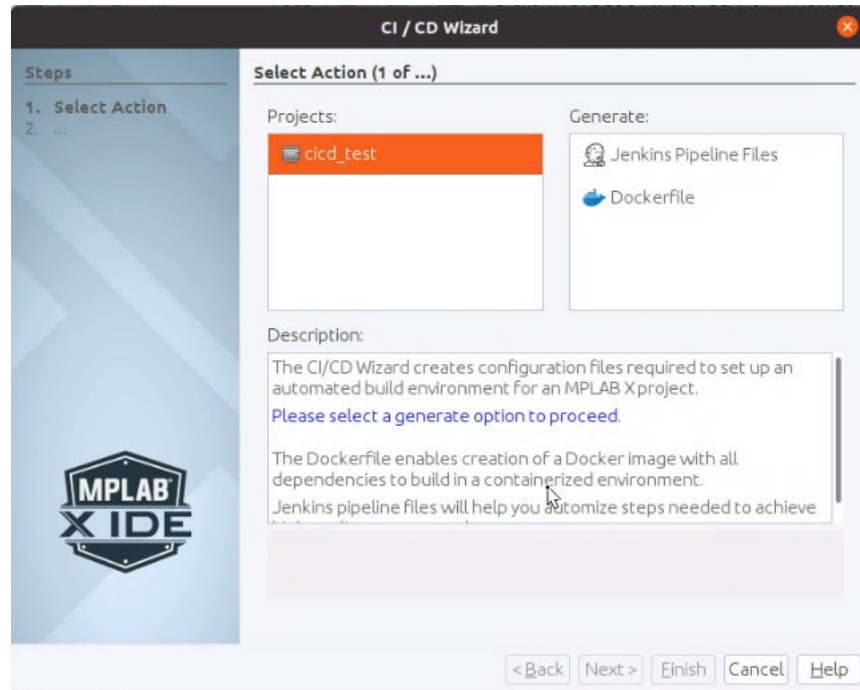 CI / CD Wizard
Steps
1. Select Action
2. ...
Select Action (1 of ...)
Projects:
cicd_test
Generate:
Jenkins Pipeline Files
Dockerfile
Description:
The CI/CD Wizard creates configuration files required to set up an
automated build environment for an MPLAB X project.
Please select a generate option to proceed.
The Dockerfile enables creation of a Docker image with all
dependencies to build in a containerized environment.
Jenkins pipeline files will help you automize steps needed to achieve
MPLAB
X IDE
< Back
Next >
Finish
Cancel
Help